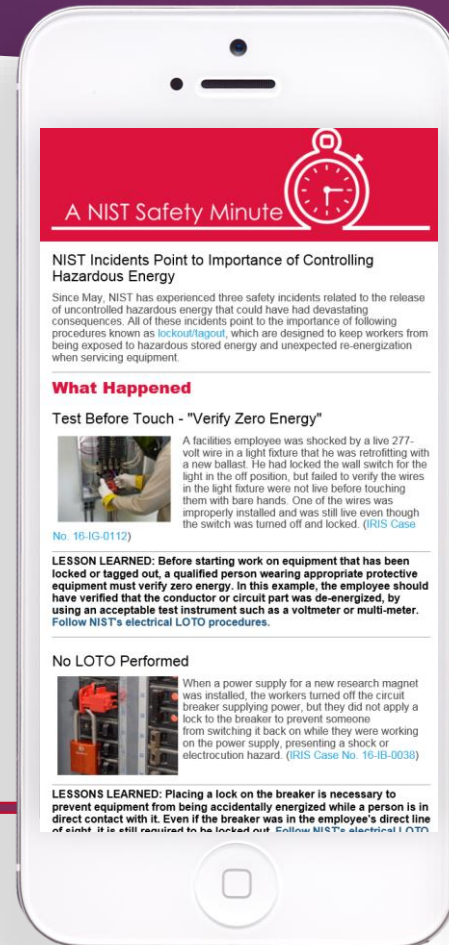 A NIST Safety Minute
NIST Incidents Point to Importance of Controlling
Hazardous Energy
Since May, NIST has experienced three safety incidents related to the release
of uncontrolled hazardous energy that could have had devastating
consequences. All of these incidents point to the importance of following
procedures known as lockout/tagout, which are designed to keep workers from
being exposed to hazardous stored energy and unexpected re-energization
when servicing equipment.
What Happened
Test Before Touch - "Verify Zero Energy"
A facilities employee was shocked by a live 277-
volt wire in a light fixture that he was retrofitting with
a new ballast. He had locked the wall switch for the
light in the off position, but failed to verify the wires
in the light fixture were not live before touching
them with bare hands. One of the wires was
improperly installed and was still live even though
the switch was turned off and locked. (IRIS Case
No. 16-IG-0112)
LESSON LEARNED: Before starting work on equipment that has been
locked or tagged out, a qualified person wearing appropriate protective
equipment must verify zero energy. In this example, the employee should
have verified that the conductor or circuit part was de-energized, by
using an acceptable test instrument such as a voltmeter or multi-meter.
Follow NIST's electrical LOTO procedures.
No LOTO Performed
When a power supply for a new research magnet
was installed, the workers turned off the circuit
breaker supplying power, but they did not apply a
lock to the breaker to prevent someone
from switching it back on while they were working
on the power supply, presenting a shock or
electrocution hazard. (IRIS Case No. 16-IB-0038)
LESSONS LEARNED: Placing a lock on the breaker is necessary to
prevent equipment from being accidentally energized while a person is in
direct contact with it. Even if the breaker was in the employee's direct line
of sight, it is still required to be locked out. Follow NIST's electrical LOTO